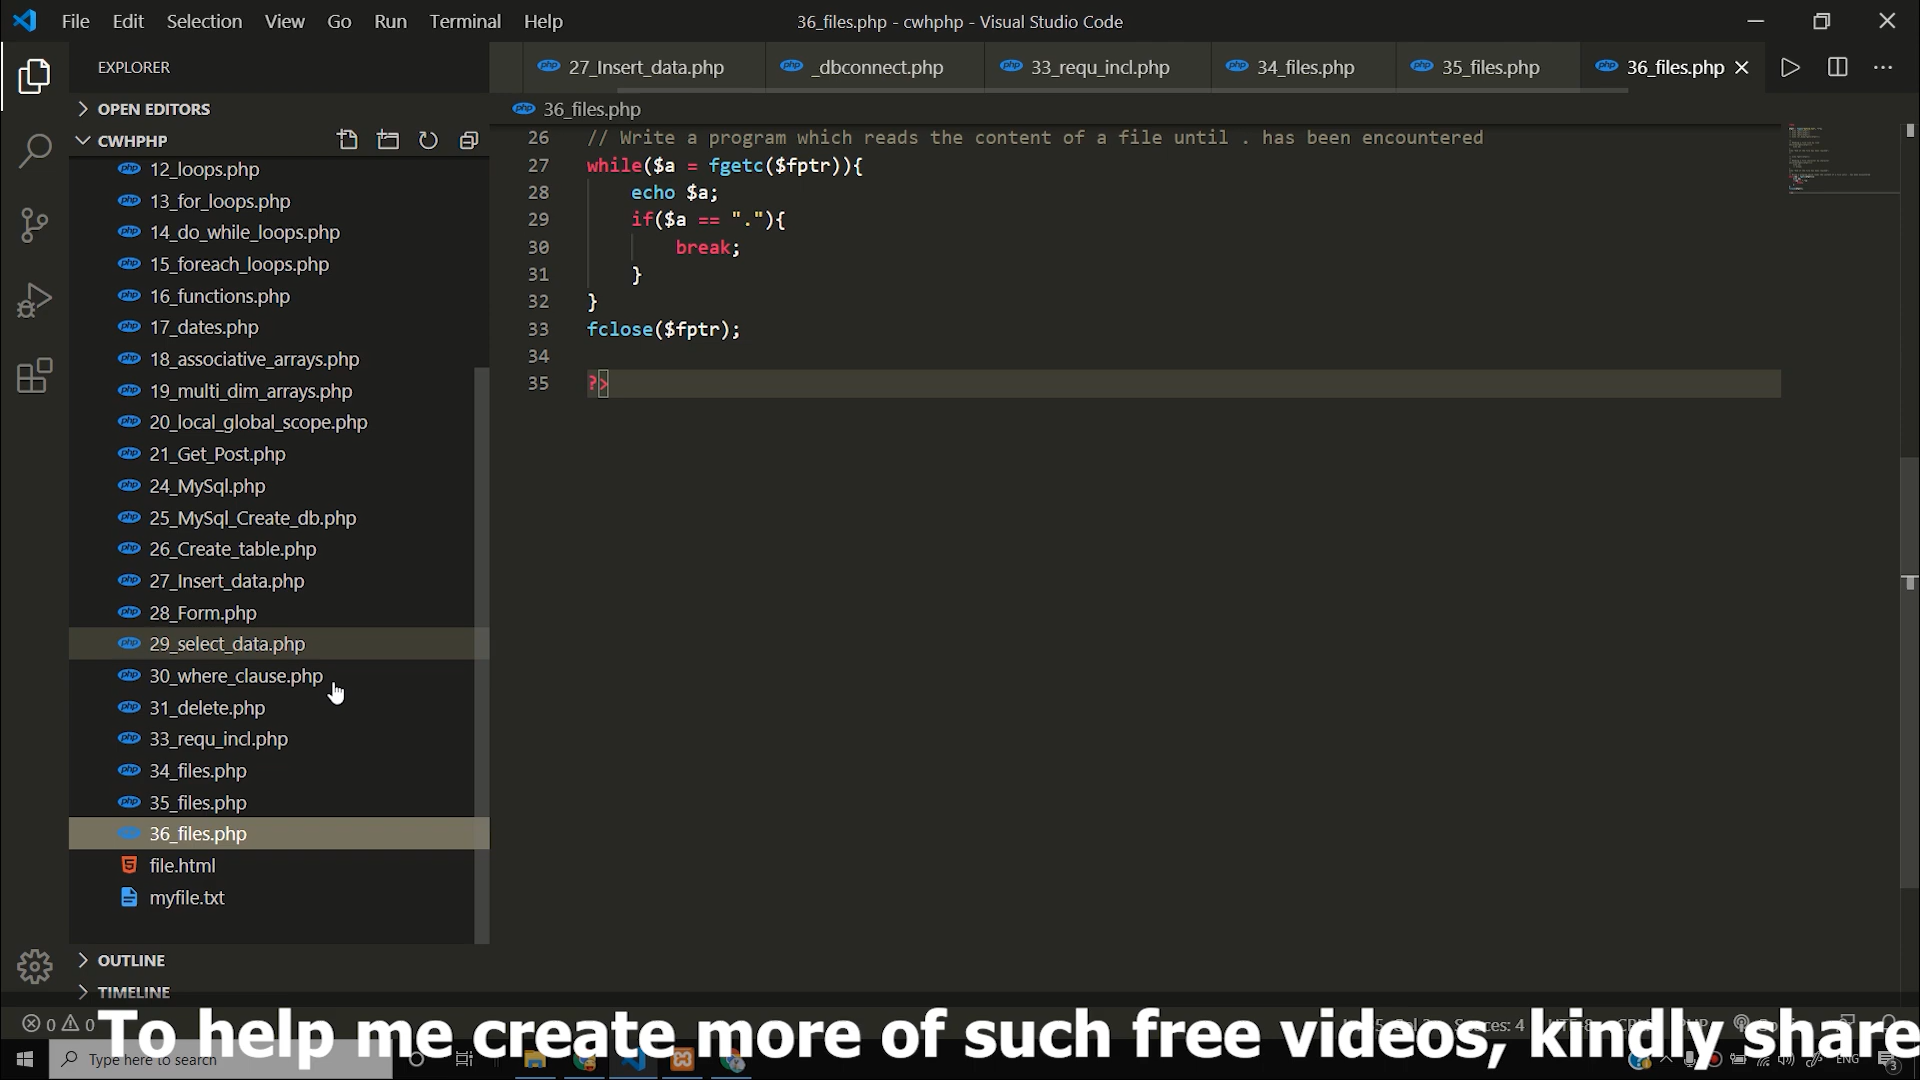 File Edit Selection View Go Run Terminal Help
36_files.php - cwhphp - Visual Studio Code
EXPLORER
27_Insert_data.php
_dbconnect.php
33_requ_incl.php
34_files.php
35_files.php
36_files.php
OPEN EDITORS
CWHPHP
12_loops.php
13_for_loops.php
14_do_while_loops.php
15_foreach_loops.php
16_functions.php
17_dates.php
18_associative_arrays.php
19_multi_dim_arrays.php
20_local_global_scope.php
21_Get_Post.php
24_MySql.php
25_MySql_Create_db.php
26_Create_table.php
27_Insert_data.php
28_Form.php
29_select_data.php
30_where_clause.php
31_delete.php
33_requ_incl.php
34_files.php
35_files.php
36_files.php
file.html
myfile.txt
OUTLINE
TIMELINE
36_files.php
26 // Write a program which reads the content of a file until . has been encountered
27 while($a = fgetc($fptr)){
28 echo $a;
29 if($a == "."){
30 break;
31 }
32 }
33 fclose($fptr);
34
35 ?>
0 0
To help me create more of such free videos, kindly share
Type here to search
ENG
3